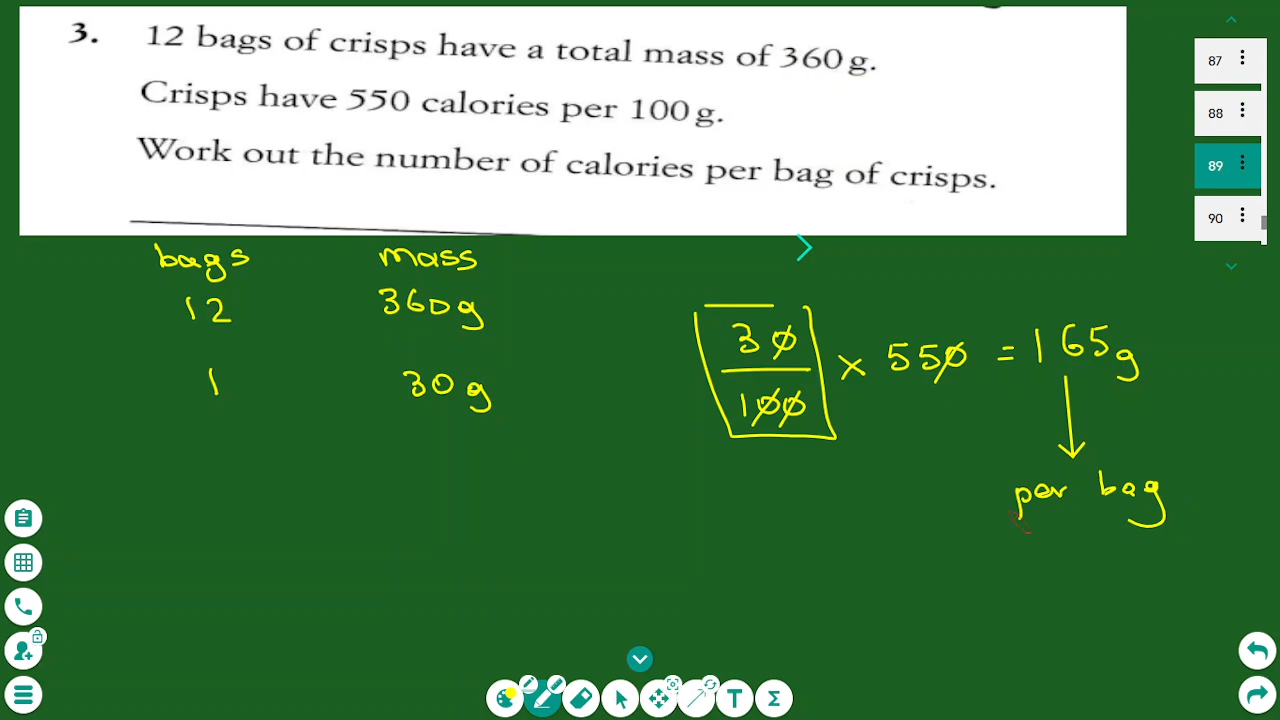 3. 12 bags of crisps have a total mass of 360 g.
Crisps have 550 calories per 100 g.
Work out the number of calories per bag of crisps.
bags mass
12 360g
1 30g
30/100 × 550 = 165g
per bag
87
88
89
90
T
Σ